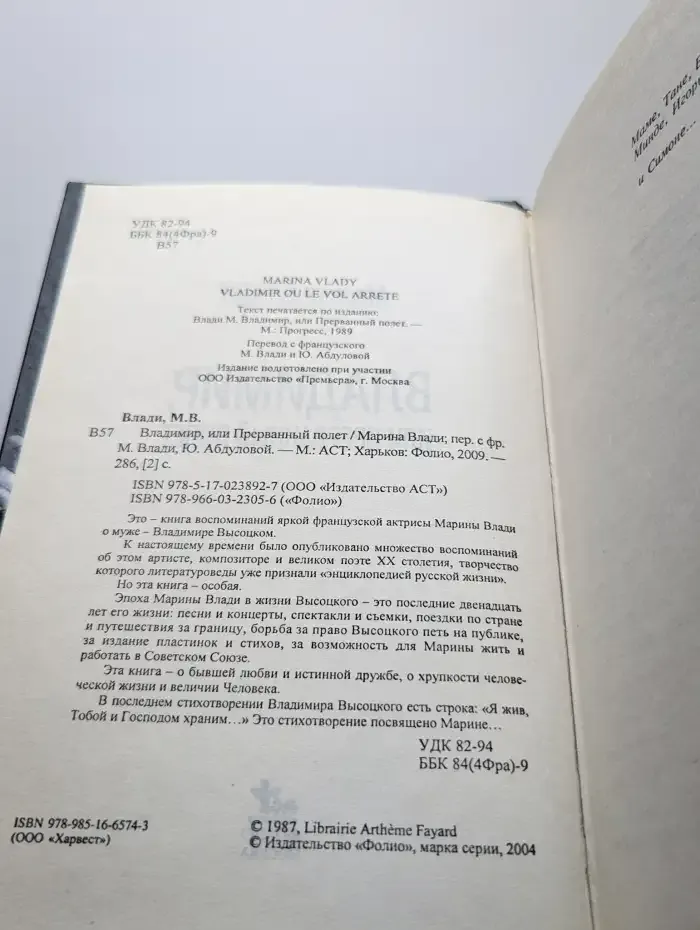 УДК 82-94
ББК 84(4Фра)-9
В57
MARINA VLADY
VLADIMIR OU LE VOL ARRETE
Текст печатается по изданию:
Влади М. Владимир, или Прерванный полет. —
М.: Прогресс, 1989
Перевод с французского
М. Влади и Ю. Абдуловой
Издание подготовлено при участии
ООО Издательство «Премьера», г. Москва
Влади, М.В.
В57 Владимир, или Прерванный полет / Марина Влади; пер. с фр.
М. Влади, Ю. Абдуловой. — М.: АСТ; Харьков: Фолио, 2009. —
286, [2] с.
ISBN 978-5-17-023892-7 (ООО «Издательство АСТ»)
ISBN 978-966-03-2305-6 («Фолио»)
Это – книга воспоминаний яркой французской актрисы Марины Влади
о муже – Владимире Высоцком.
К настоящему времени было опубликовано множество воспоминаний
об этом артисте, композиторе и великом поэте XX столетия, творчество
которого литературоведы уже признали «энциклопедией русской жизни».
Но эта книга – особая.
Эпоха Марины Влади в жизни Высоцкого – это последние двенадцать
лет его жизни: песни и концерты, спектакли и съемки, поездки по стране
и путешествия за границу, борьба за право Высоцкого петь на публике,
за издание пластинок и стихов, за возможность для Марины жить и
работать в Советском Союзе.
Эта книга – о бывшей любви и истинной дружбе, о хрупкости челове-
ческой жизни и величии Человека.
В последнем стихотворении Владимира Высоцкого есть строка: «Я жив,
Тобой и Господом храним...» Это стихотворение посвящено Марине...
УДК 82-94
ББК 84(4Фра)-9
ISBN 978-985-16-6574-3
(ООО «Харвест»)
© 1987, Librairie Arthème Fayard
© Издательство «Фолио», марка серии, 2004
Маме, Тане,
Минде, Игорю
и Симоне...